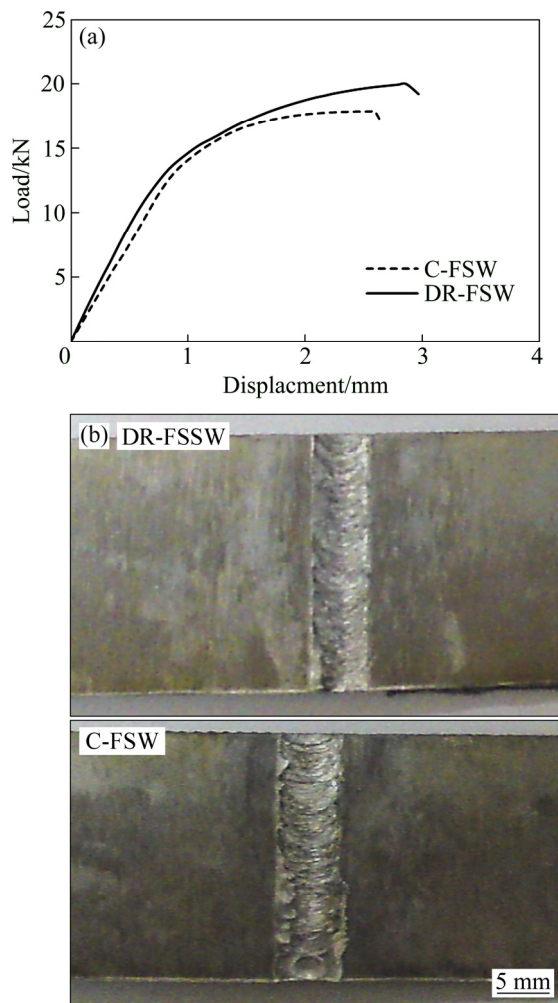 (a)
25
20
15
10
5
0
1
2
3
4
Load/kN
Displacment/mm
C-FSW
DR-FSW
(b) DR-FSSW
C-FSW
5 mm